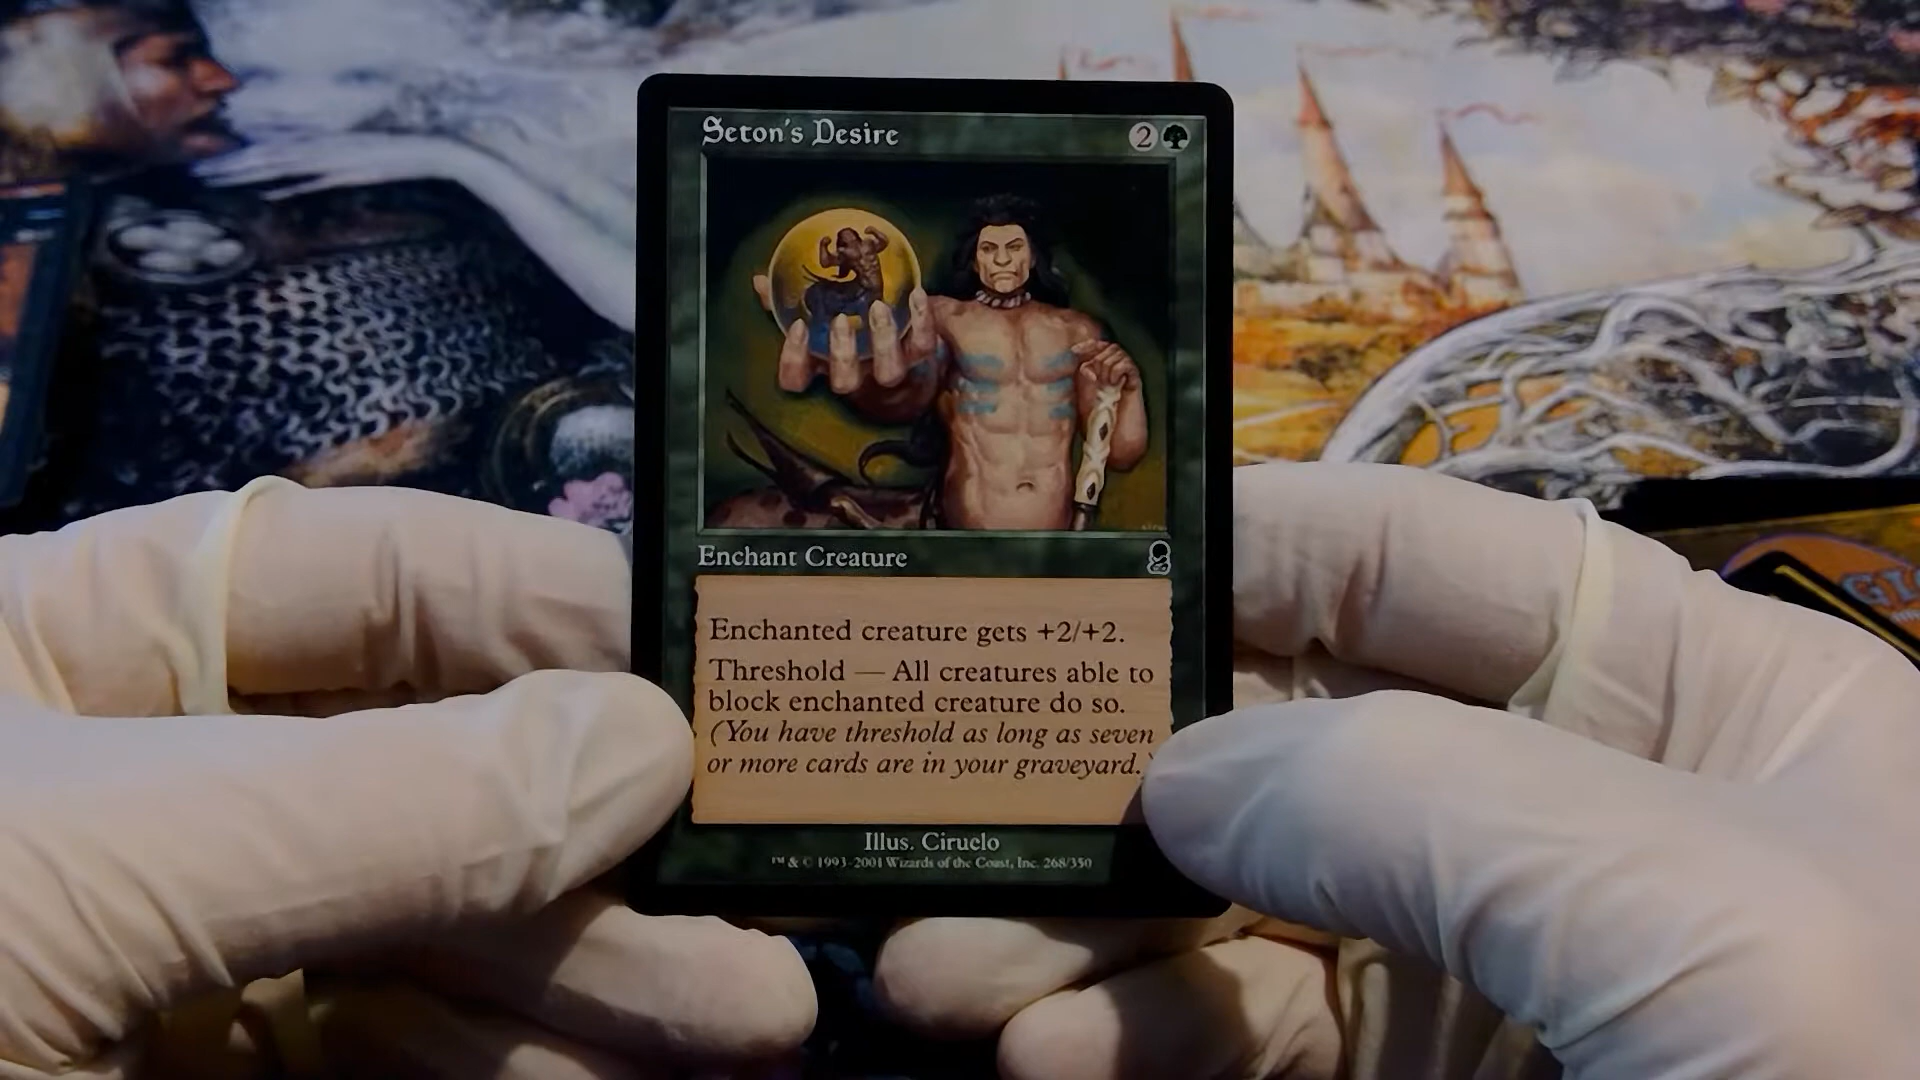 Seton's Desire
2
Enchant Creature
Enchanted creature gets +2/+2.
Threshold — All creatures able to
block enchanted creature do so.
(You have threshold as long as seven
or more cards are in your graveyard.)
Illus. Ciruelo
™ & © 1993-2001 Wizards of the Coast, Inc. 268/350